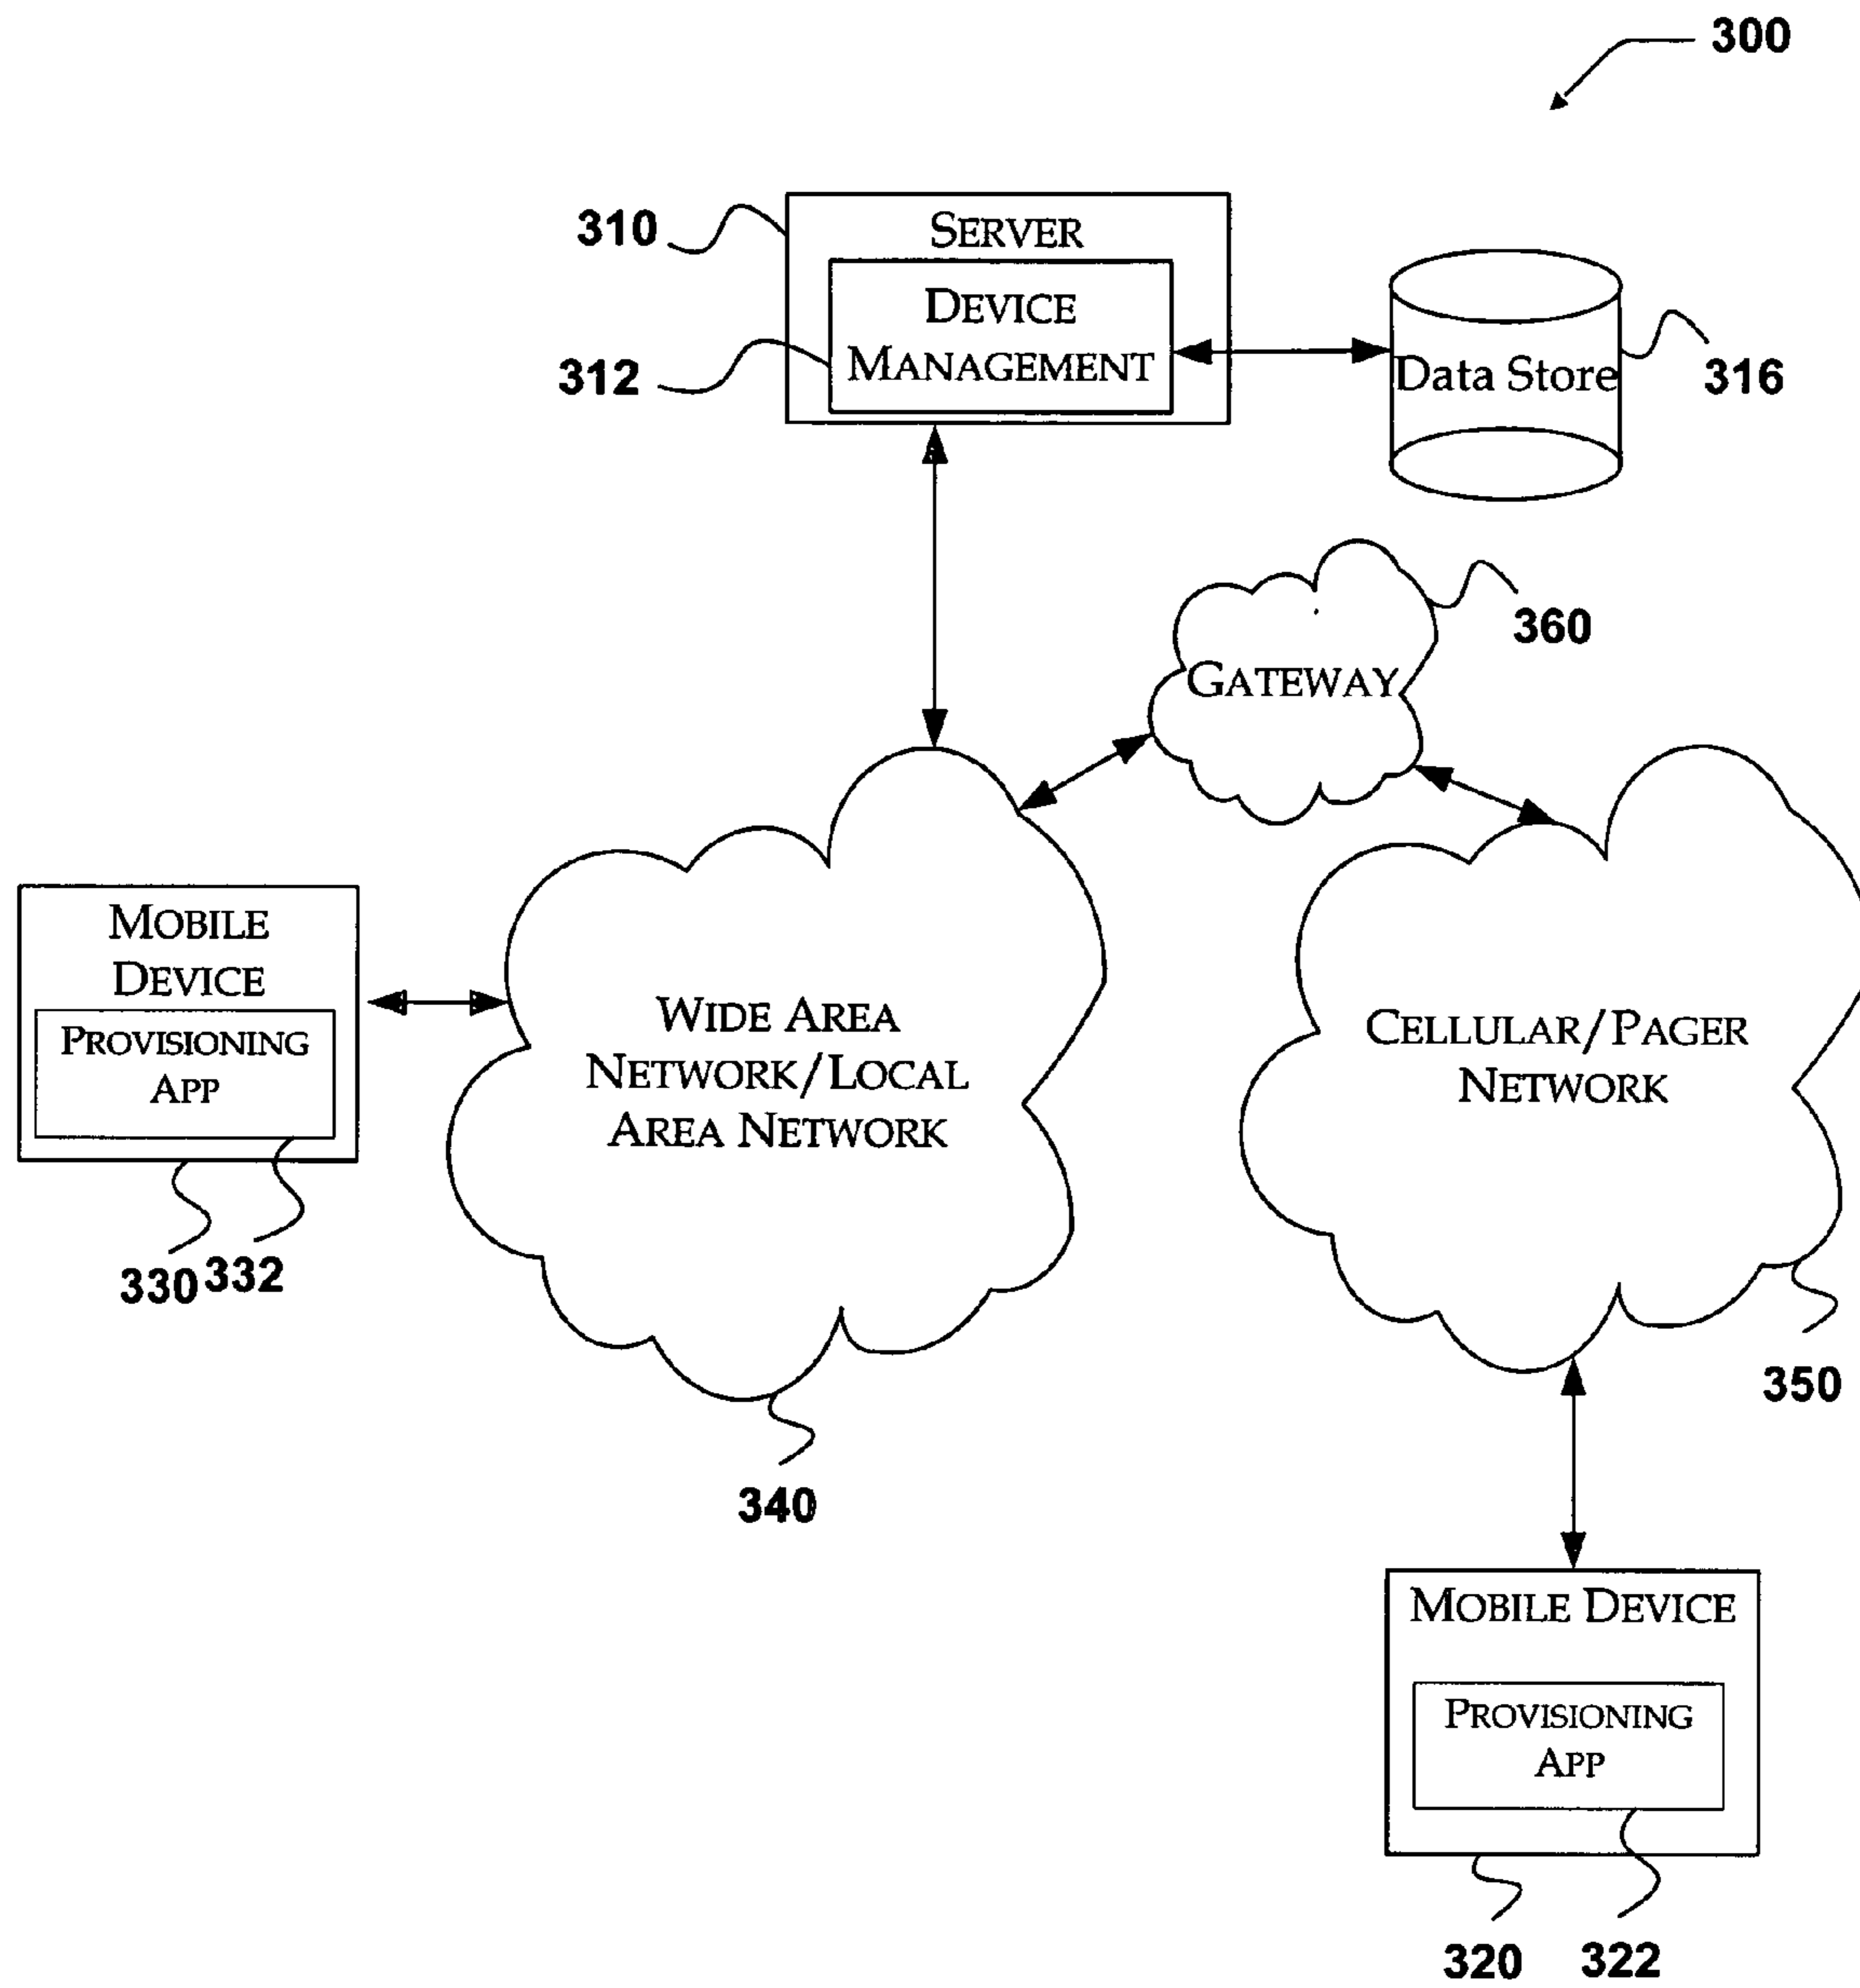 300
310
SERVER
DEVICE
MANAGEMENT
312
Data Store
316
360
GATEWAY
MOBILE
DEVICE
PROVISIONING
APP
330
332
WIDE AREA
NETWORK/LOCAL
AREA NETWORK
340
CELLULAR/PAGER
NETWORK
350
MOBILE DEVICE
PROVISIONING
APP
320
322